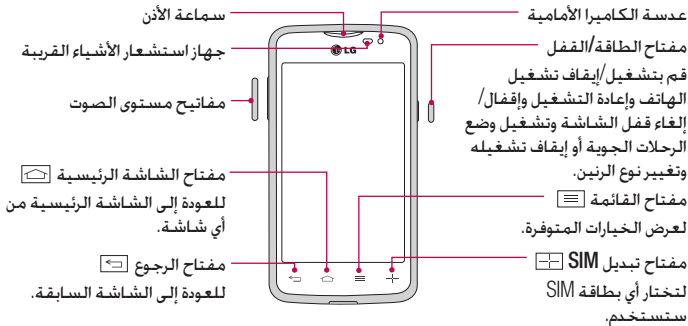 عدسة الكاميرا الأمامية
مفتاح الطاقة/القفل
قم بتشغيل/إيقاف تشغيل
الهاتف وإعادة التشغيل وإقفال/
إلغاء قفل الشاشة وتشغيل وضع
الرحلات الجوية أو إيقاف تشغيله
وتغيير نوع الرنين.
مفتاح القائمة
لعرض الخيارات المتوفرة.
مفتاح تبديل SIM
لتختار أي بطاقة SIM
ستستخدم.
LG
سماعة الأذن
جهاز استشعار الأشياء القريبة
مفاتيح مستوى الصوت
مفتاح الشاشة الرئيسية
للعودة إلى الشاشة الرئيسية من
أي شاشة.
مفتاح الرجوع
للعودة إلى الشاشة السابقة.